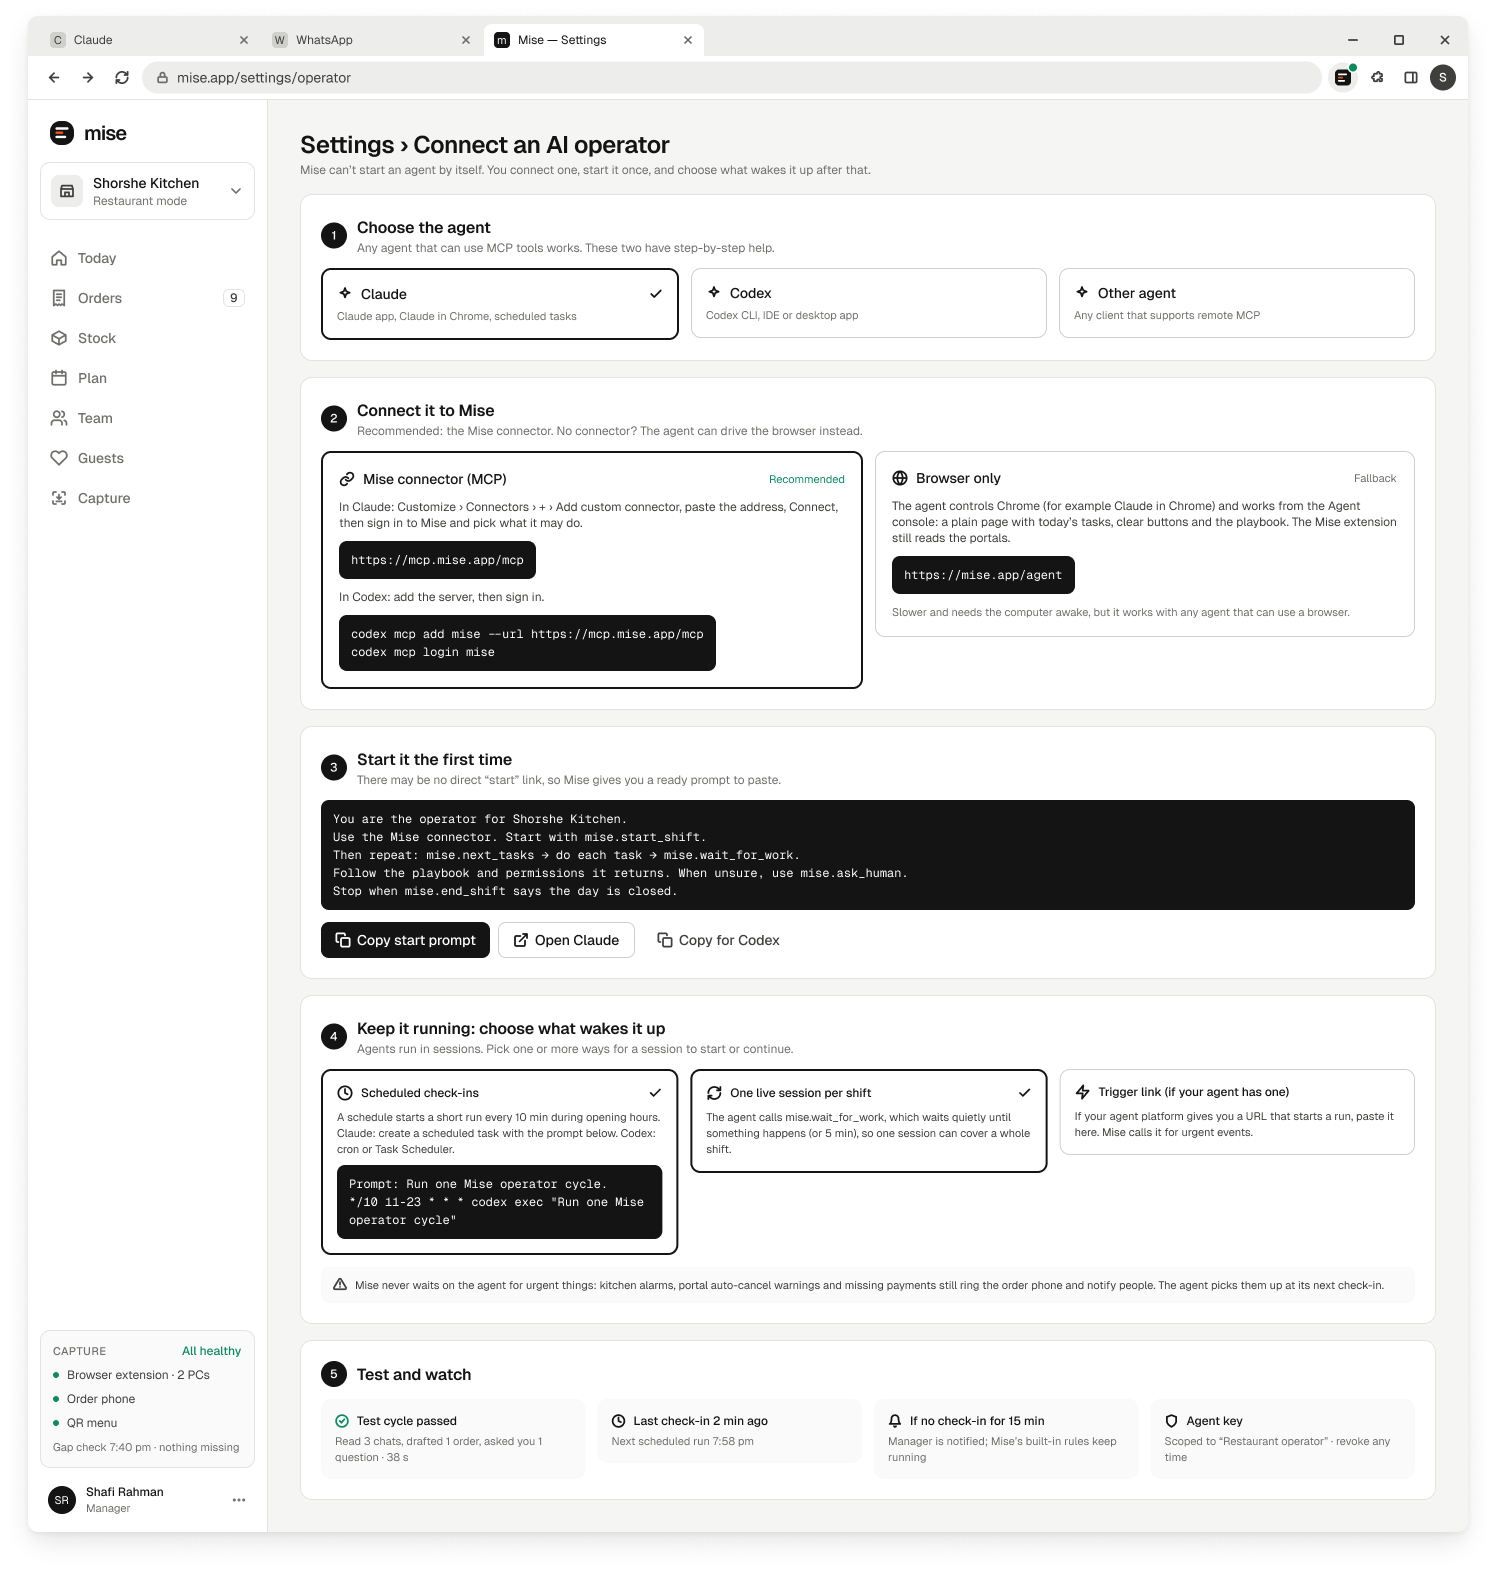 C Claude
W WhatsApp
m Mise — Settings
mise.app/settings/operator
S
mise
Shorshe Kitchen
Restaurant mode
Today
Orders 9
Stock
Plan
Team
Guests
Capture
CAPTURE All healthy
Browser extension · 2 PCs
Order phone
QR menu
Gap check 7:40 pm · nothing missing
SR
Shafi Rahman
Manager
Settings › Connect an AI operator
Mise can't start an agent by itself. You connect one, start it once, and choose what wakes it up after that.
1
Choose the agent
Any agent that can use MCP tools works. These two have step-by-step help.
Claude
Claude app, Claude in Chrome, scheduled tasks
Codex
Codex CLI, IDE or desktop app
Other agent
Any client that supports remote MCP
2
Connect it to Mise
Recommended: the Mise connector. No connector? The agent can drive the browser instead.
Mise connector (MCP) Recommended
In Claude: Customize › Connectors › + › Add custom connector, paste the address, Connect,
then sign in to Mise and pick what it may do.
https://mcp.mise.app/mcp
In Codex: add the server, then sign in.
codex mcp add mise --url https://mcp.mise.app/mcp
codex mcp login mise
Browser only Fallback
The agent controls Chrome (for example Claude in Chrome) and works from the Agent
console: a plain page with today's tasks, clear buttons and the playbook. The Mise extension
still reads the portals.
https://mise.app/agent
Slower and needs the computer awake, but it works with any agent that can use a browser.
3
Start it the first time
There may be no direct “start” link, so Mise gives you a ready prompt to paste.
You are the operator for Shorshe Kitchen.
Use the Mise connector. Start with mise.start_shift.
Then repeat: mise.next_tasks → do each task → mise.wait_for_work.
Follow the playbook and permissions it returns. When unsure, use mise.ask_human.
Stop when mise.end_shift says the day is closed.
Copy start prompt
Open Claude
Copy for Codex
4
Keep it running: choose what wakes it up
Agents run in sessions. Pick one or more ways for a session to start or continue.
Scheduled check-ins
A schedule starts a short run every 10 min during opening hours.
Claude: create a scheduled task with the prompt below. Codex:
cron or Task Scheduler.
Prompt: Run one Mise operator cycle.
*/10 11-23 * * * codex exec "Run one Mise
operator cycle"
One live session per shift
The agent calls mise.wait_for_work, which waits quietly until
something happens (or 5 min), so one session can cover a whole
shift.
Trigger link (if your agent has one)
If your agent platform gives you a URL that starts a run, paste it
here. Mise calls it for urgent events.
Mise never waits on the agent for urgent things: kitchen alarms, portal auto-cancel warnings and missing payments still ring the order phone and notify people. The agent picks them up at its next check-in.
5
Test and watch
Test cycle passed
Read 3 chats, drafted 1 order, asked you 1
question · 38 s
Last check-in 2 min ago
Next scheduled run 7:58 pm
If no check-in for 15 min
Manager is notified; Mise's built-in rules keep
running
Agent key
Scoped to “Restaurant operator” · revoke any
time